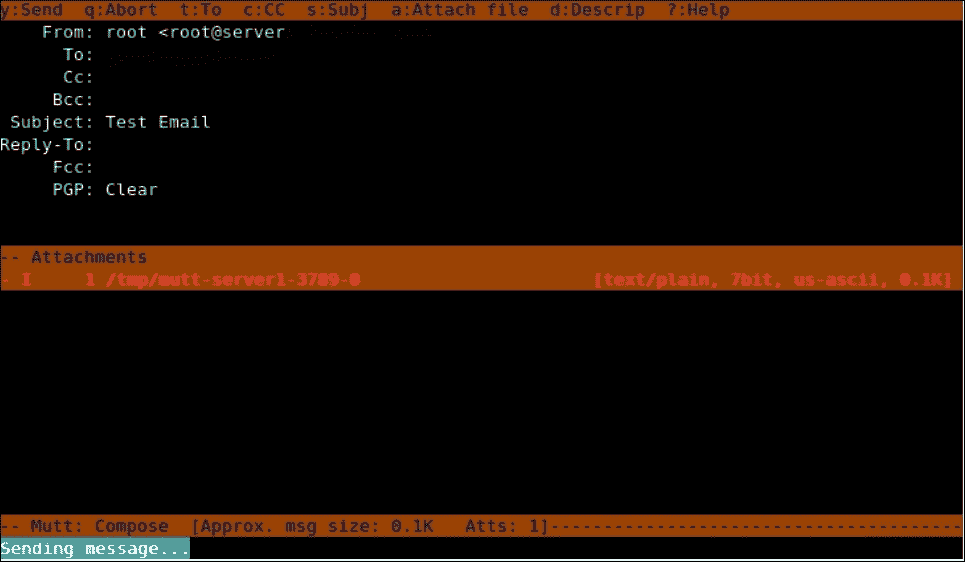 y:Send  q:Abort  t:To  c:CC  s:Subj  a:Attach file  d:Descrip  ?:Help
From: root <root@server
To:
Cc:
Bcc:
Subject: Test Email
Reply-To:
Fcc:
PGP: Clear
-- Attachments
- I     1 /tmp/mutt-server1-3789-0     [text/plain, 7bit, us-ascii, 0.1K]
-- Mutt: Compose  [Approx. msg size: 0.1K   Atts: 1]-----------------------------------------
Sending message...